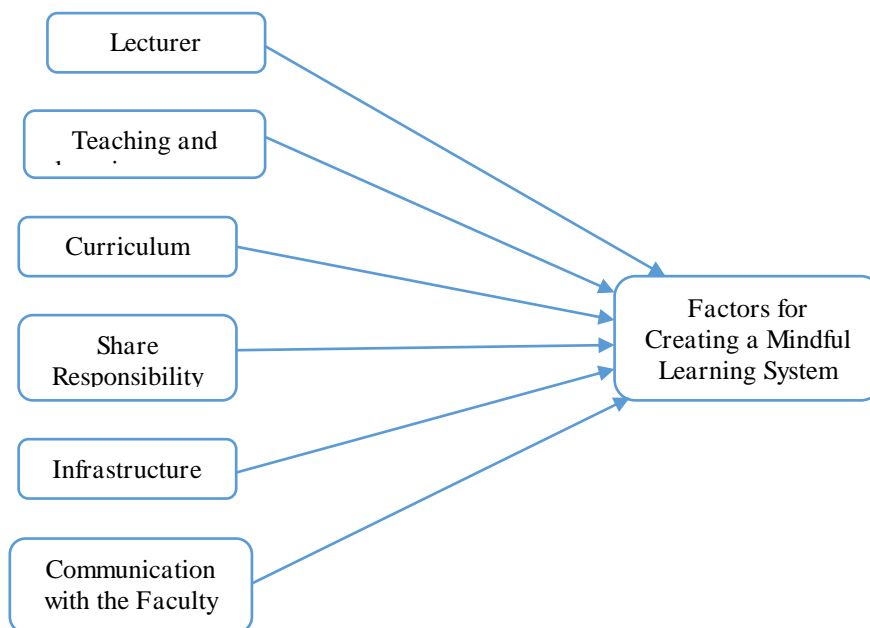 Lecturer
Teaching and
Curriculum
Share
Responsibility
Infrastructure
Communication
with the Faculty
Factors for
Creating a Mindful
Learning System